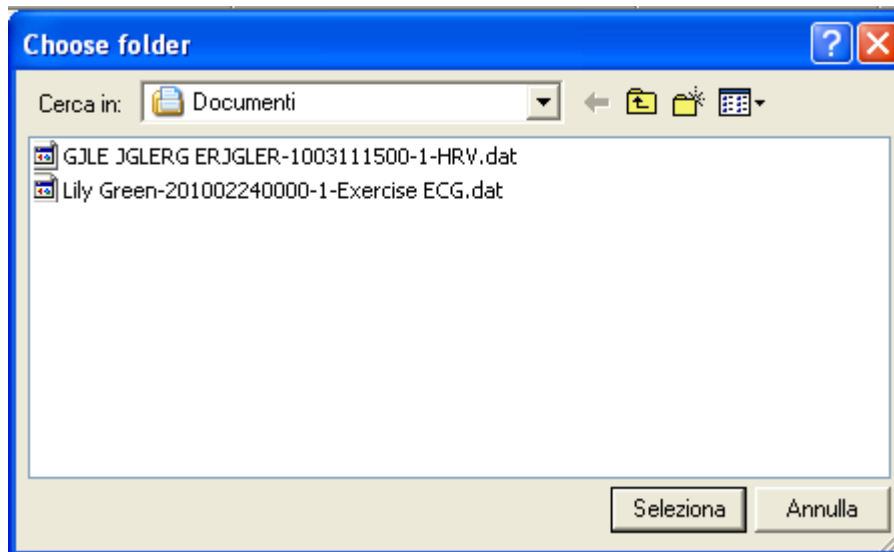 Choose folder
Cerca in: Documenti
GJLE JGLERG ERJGLER-1003111500-1-HRV.dat
Lily Green-201002240000-1-Exercise ECG.dat
Seleziona Annulla